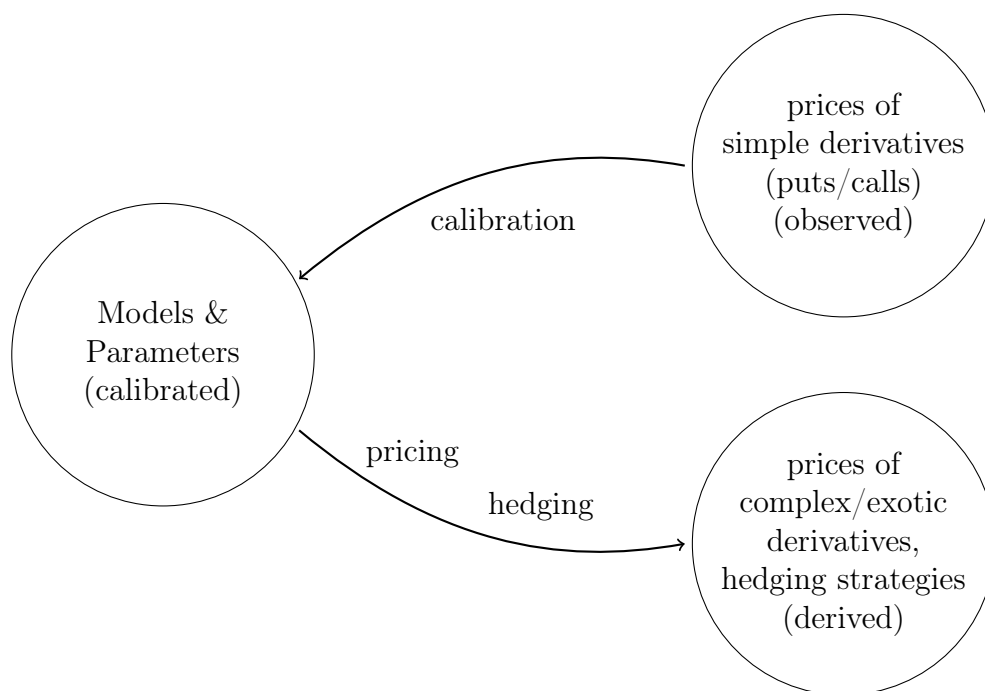 prices of
simple derivatives
(puts/calls)
(observed)
calibration
Models &
Parameters
(calibrated)
pricing
hedging
prices of
complex/exotic
derivatives,
hedging strategies
(derived)